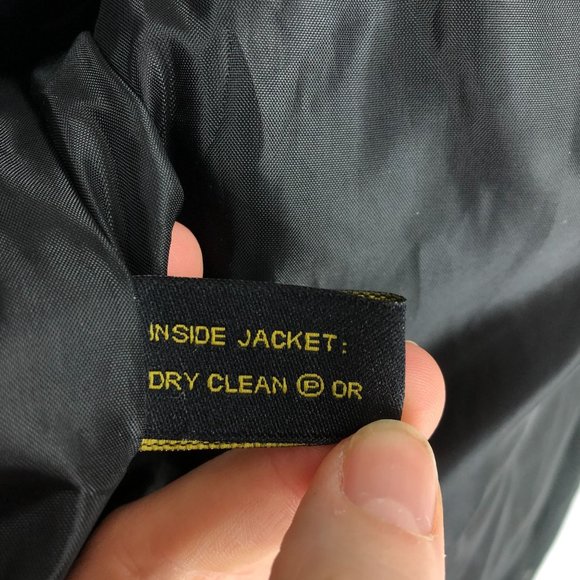 INSIDE JACKET:
DRY CLEAN Ⓟ OR